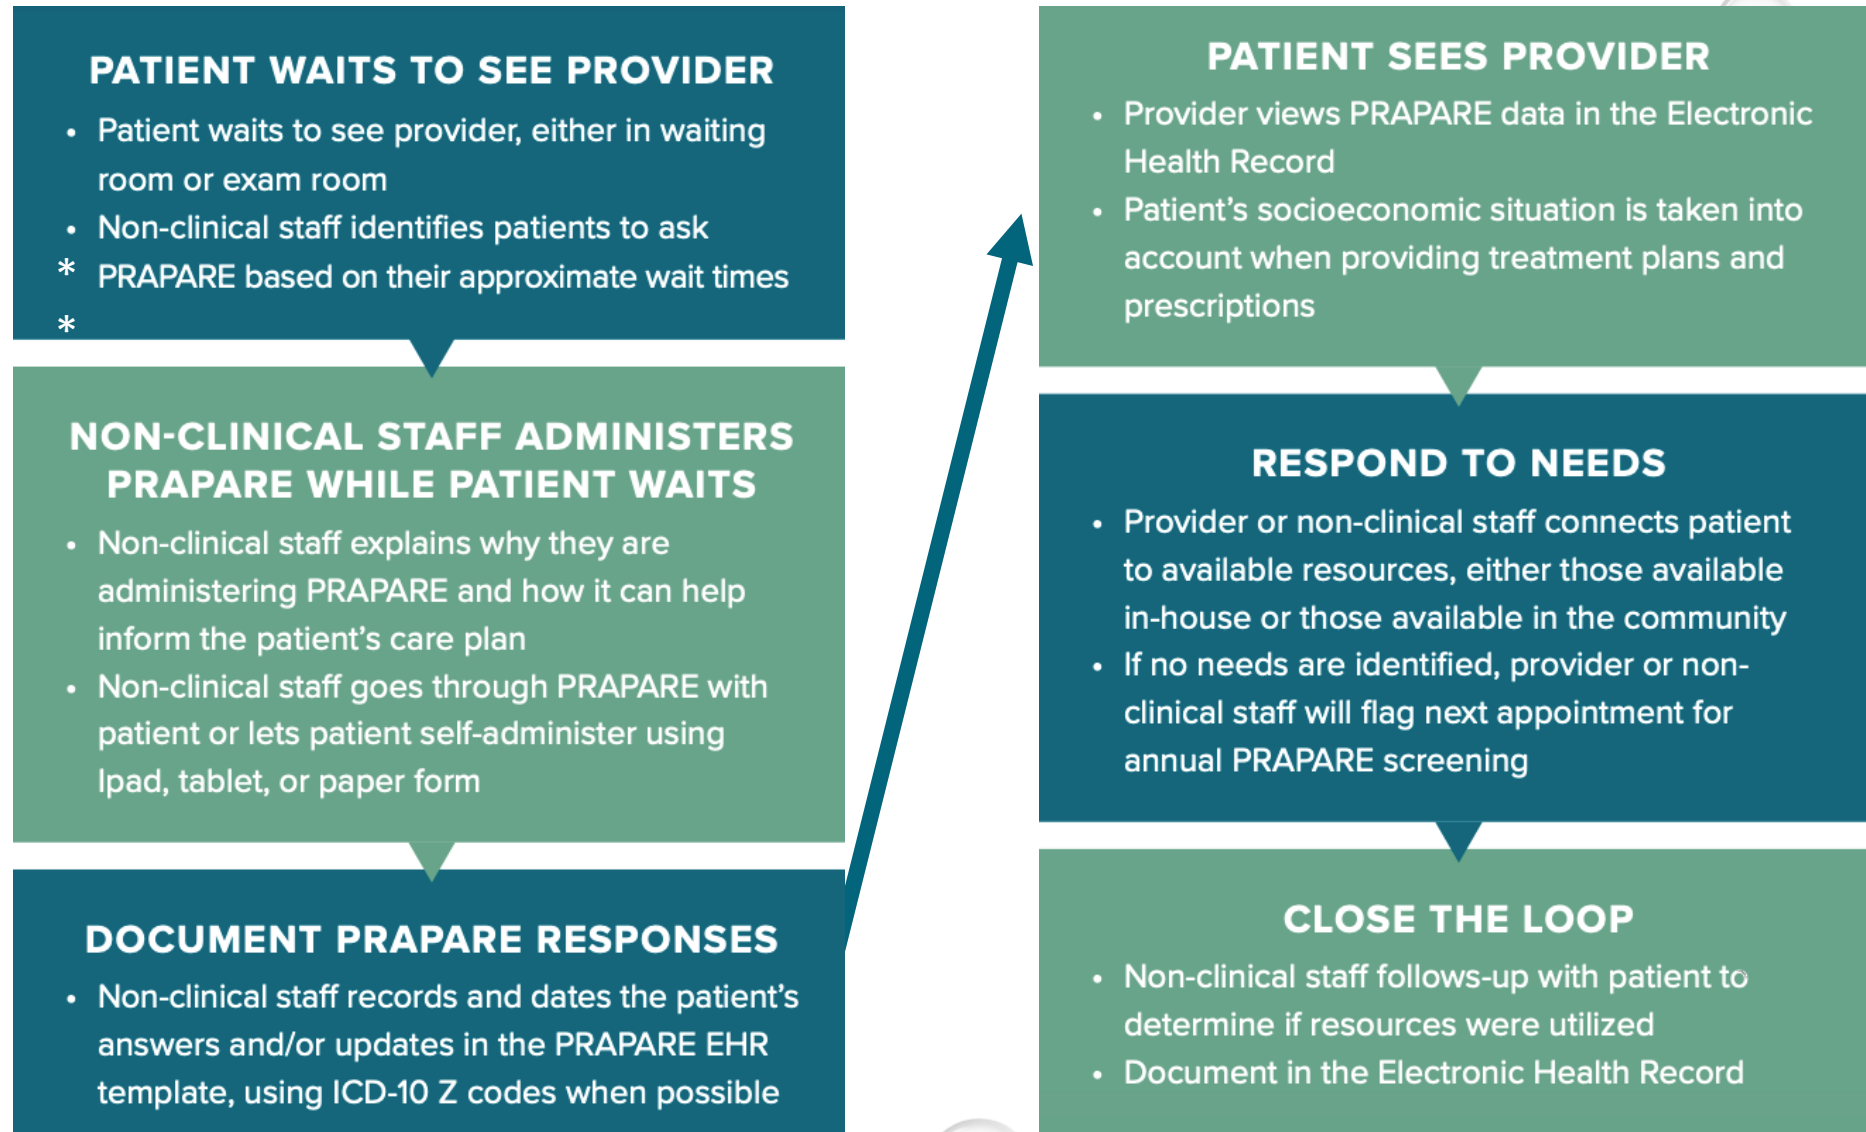 PATIENT WAITS TO SEE PROVIDER
• Patient waits to see provider, either in waiting
room or exam room
• Non-clinical staff identifies patients to ask
* PRAPARE based on their approximate wait times
*
NON-CLINICAL STAFF ADMINISTERS
PRAPARE WHILE PATIENT WAITS
• Non-clinical staff explains why they are
administering PRAPARE and how it can help
inform the patient's care plan
• Non-clinical staff goes through PRAPARE with
patient or lets patient self-administer using
Ipad, tablet, or paper form
DOCUMENT PRAPARE RESPONSES
• Non-clinical staff records and dates the patient's
answers and/or updates in the PRAPARE EHR
template, using ICD-10 Z codes when possible
PATIENT SEES PROVIDER
• Provider views PRAPARE data in the Electronic
Health Record
• Patient's socioeconomic situation is taken into
account when providing treatment plans and
prescriptions
RESPOND TO NEEDS
• Provider or non-clinical staff connects patient
to available resources, either those available
in-house or those available in the community
• If no needs are identified, provider or non-
clinical staff will flag next appointment for
annual PRAPARE screening
CLOSE THE LOOP
• Non-clinical staff follows-up with patient to
determine if resources were utilized
• Document in the Electronic Health Record